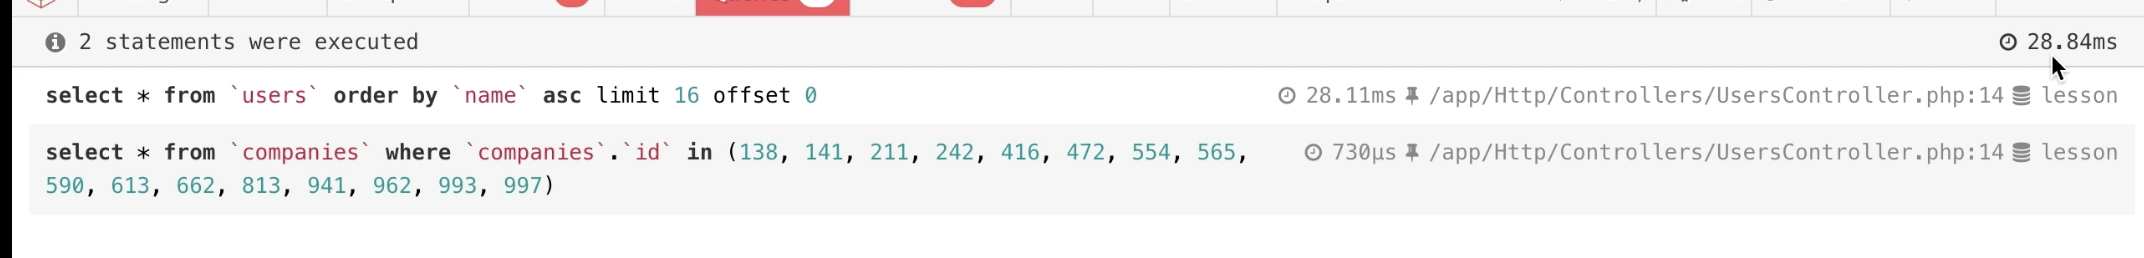 2 statements were executed 28.84ms
select * from `users` order by `name` asc limit 16 offset 0 28.11ms /app/Http/Controllers/UsersController.php:14 lesson
select * from `companies` where `companies`.`id` in (138, 141, 211, 242, 416, 472, 554, 565, 730μs /app/Http/Controllers/UsersController.php:14 lesson
590, 613, 662, 813, 941, 962, 993, 997)